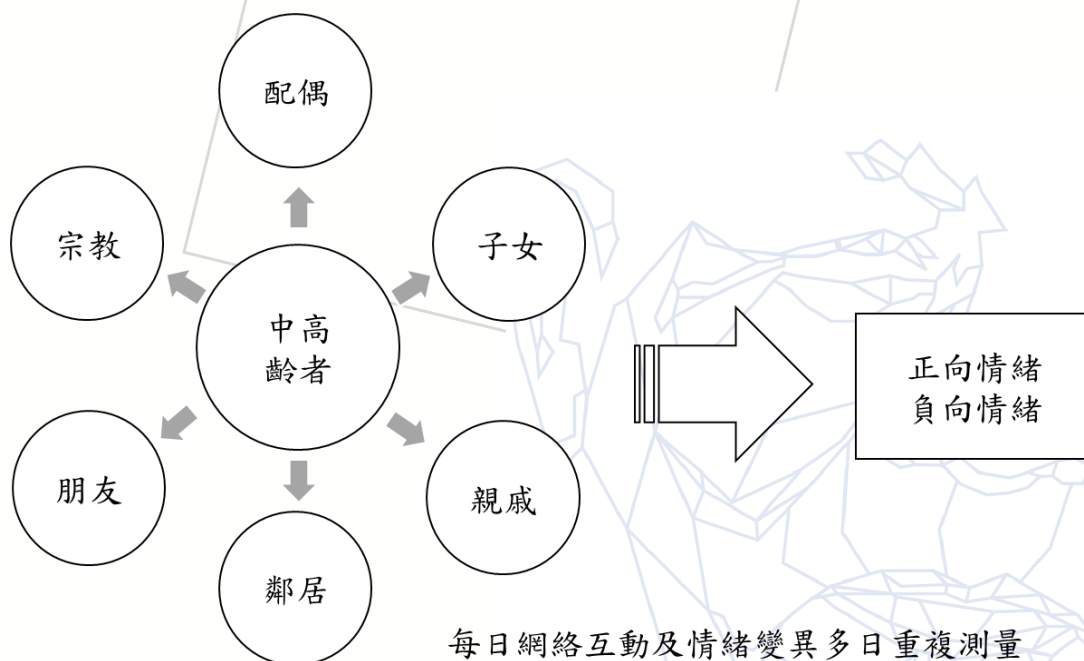 配偶
宗教
子女
中高
齡者
正向情緒
負向情緒
朋友
親戚
鄰居
每日網絡互動及情緒變異多日重複測量